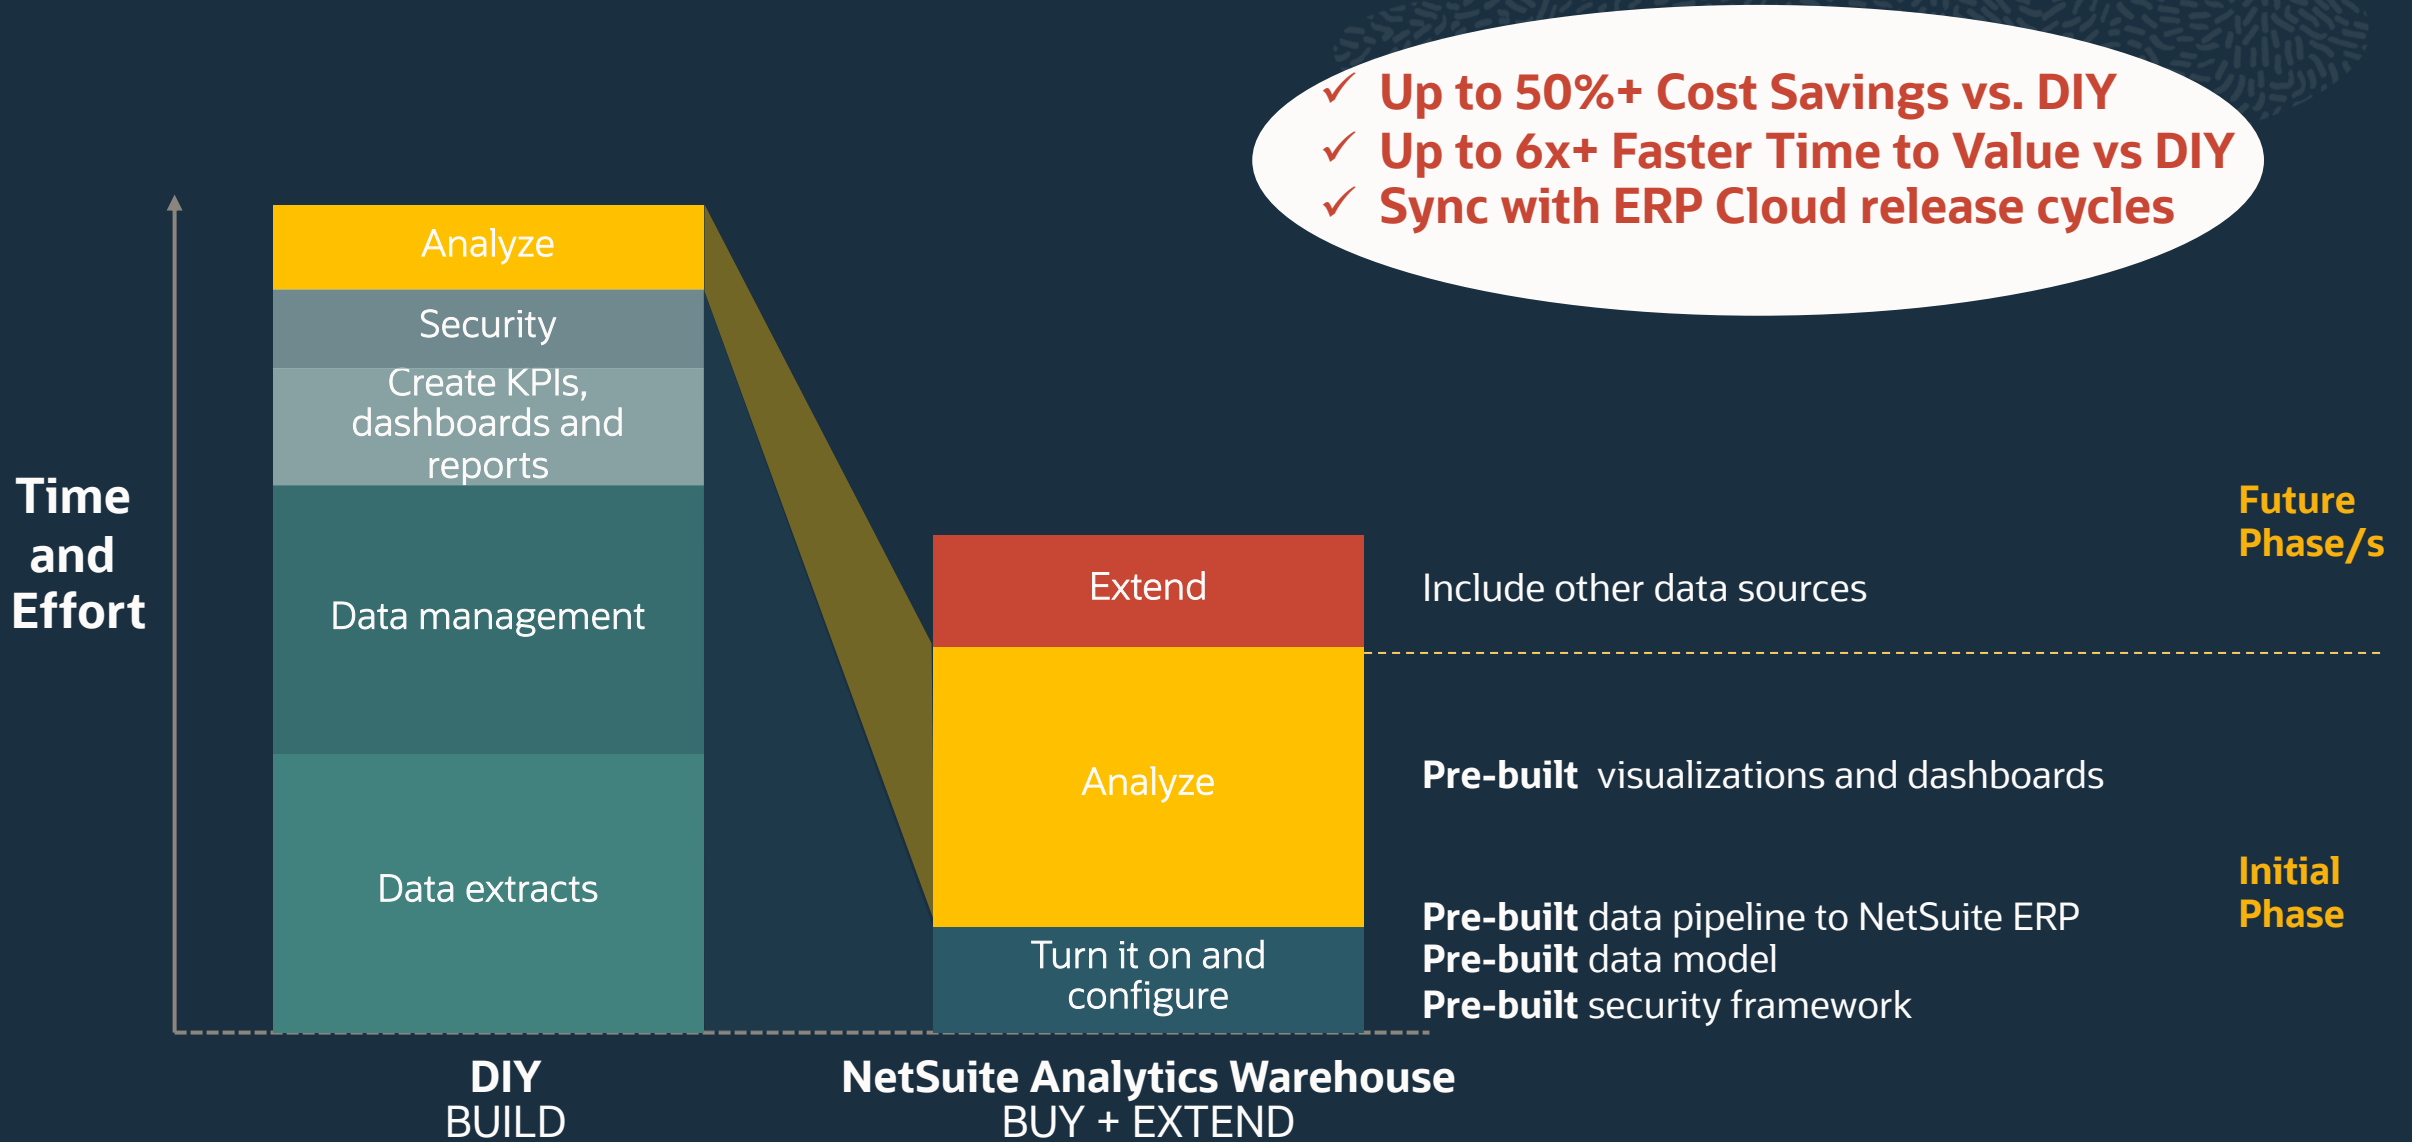 ✓ Up to 50%+ Cost Savings vs. DIY
✓ Up to 6x+ Faster Time to Value vs DIY
✓ Sync with ERP Cloud release cycles
Time
and
Effort
Analyze
Security
Create KPIs,
dashboards and
reports
Data management
Data extracts
DIY
BUILD
Extend
Analyze
Turn it on and
configure
NetSuite Analytics Warehouse
BUY + EXTEND
Include other data sources
Pre-built visualizations and dashboards
Pre-built data pipeline to NetSuite ERP
Pre-built data model
Pre-built security framework
Future
Phase/s
Initial
Phase